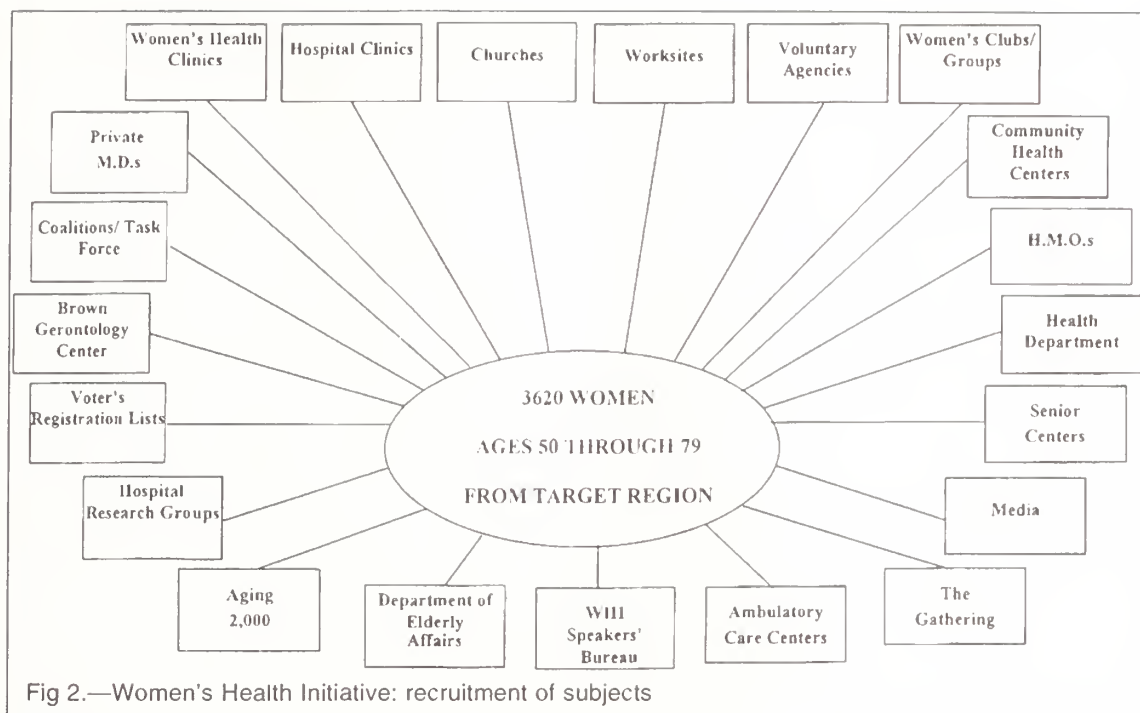 Women's Health
Clinics
Hospital Clinics
Churches
Worksites
Voluntary
Agencies
Women's Clubs/
Groups
Private
M.D.s
Community
Health
Centers
Coalitions/ Task
Force
H.M.O.s
Brown
Gerontology
Center
Health
Department
Voter's
Registration Lists
Senior
Centers
3620 WOMEN
AGES 50 THROUGH 79
FROM TARGET REGION
Hospital
Research Groups
Media
Aging
2,000
Department of
Elderly
Affairs
WHI
Speakers'
Bureau
Ambulatory
Care Centers
The
Gathering
Fig 2.—Women's Health Initiative: recruitment of subjects